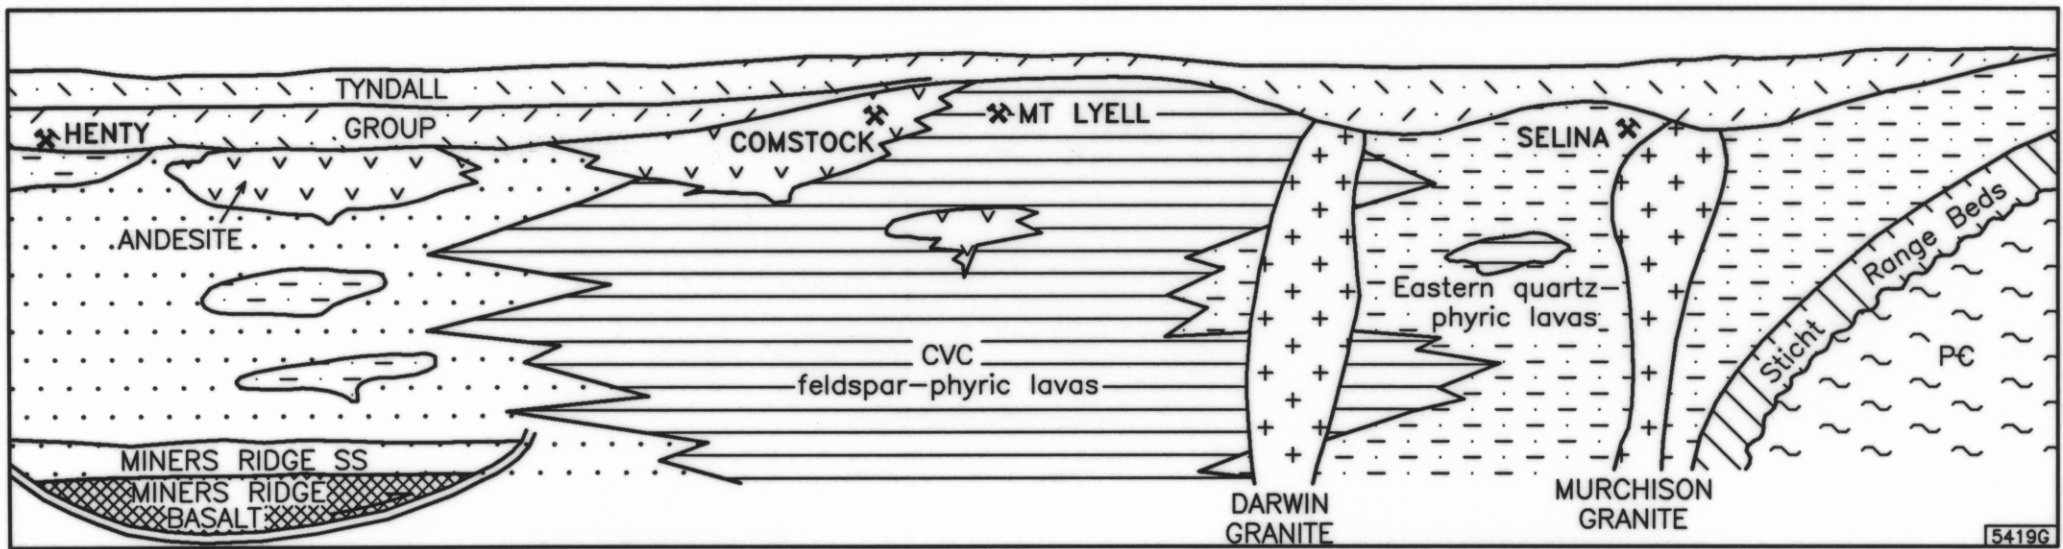 TYNDALL
GROUP
HENTY
COMSTOCK
MT LYELL
SELINA
ANDESITE
Eastern quartz-
phyric lavas
Sticht Range Beds
PЄ
CVC
feldspar-phyric lavas
MINERS RIDGE SS
MINERS RIDGE
BASALT
DARWIN
GRANITE
MURCHISON
GRANITE
5419G